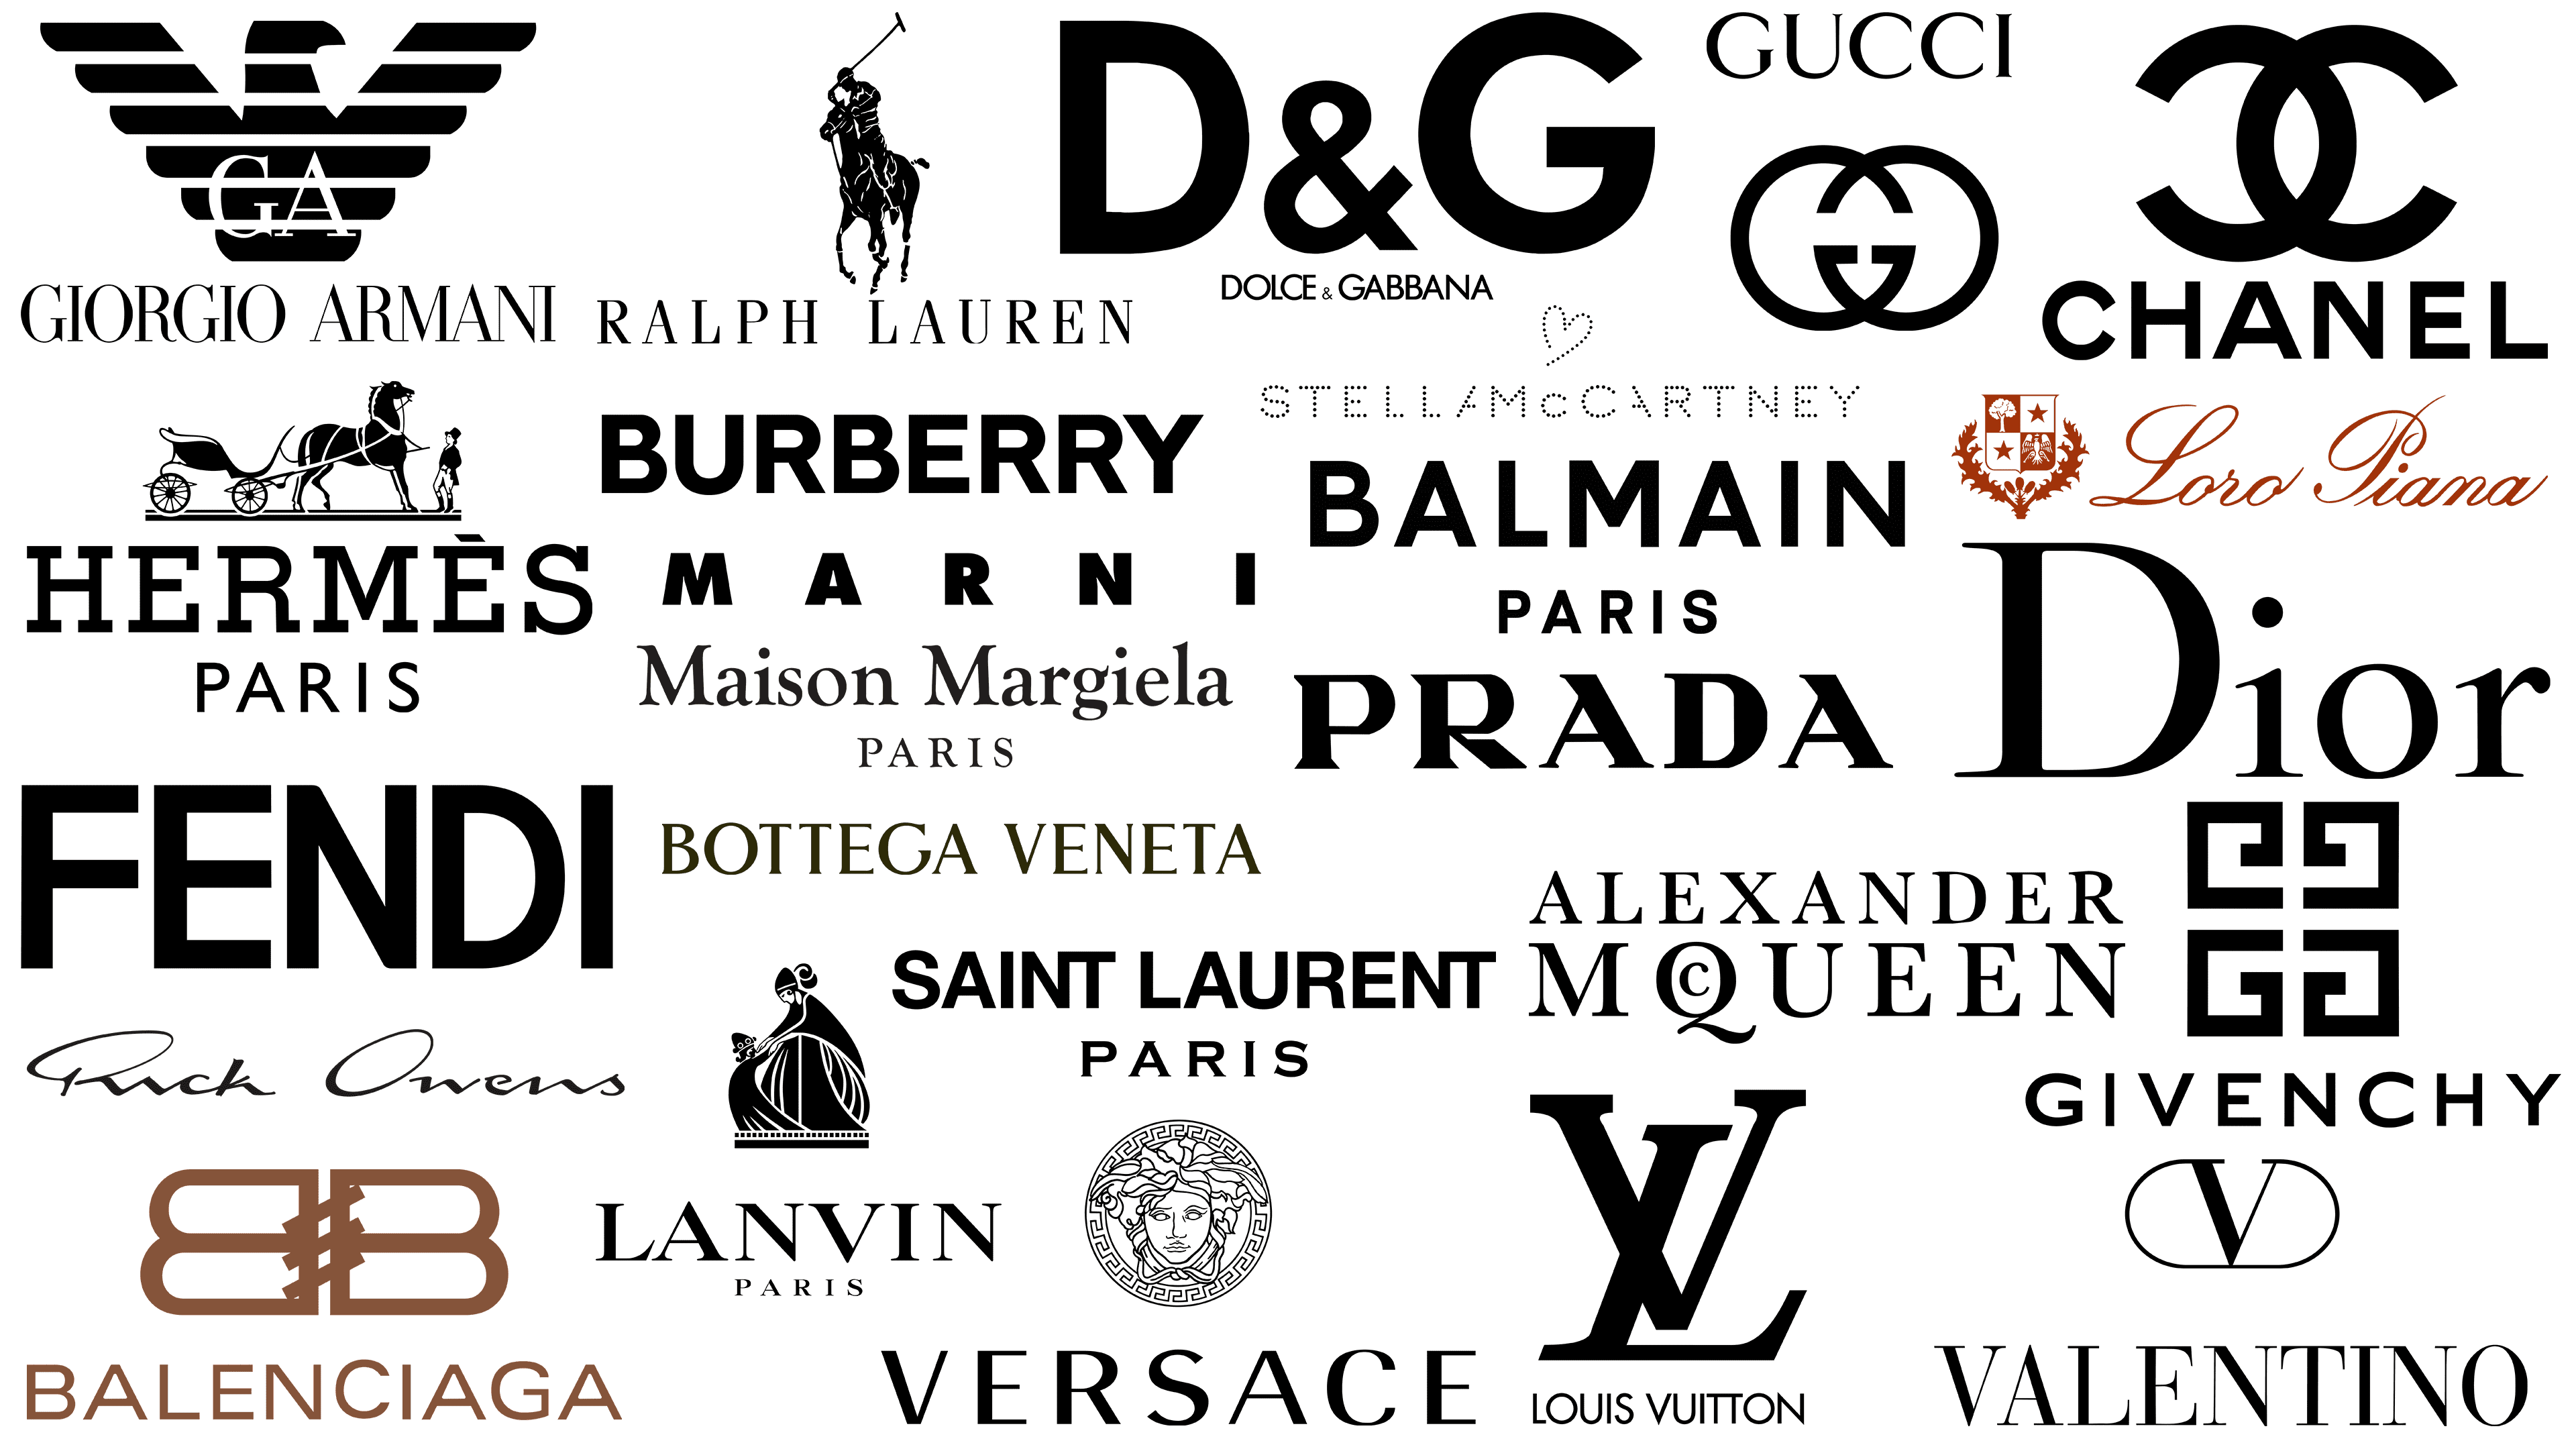 GA
GIORGIO ARMANI
RALPH LAUREN
D&G
DOLCE & GABBANA
GUCCI
CHANEL
STELLA McCARTNEY
HERMÈS
PARIS
BURBERRY
MARNI
Maison Margiela
PARIS
BALMAIN
PARIS
Loro Piana
PRADA
Dior
FENDI
BOTTEGA VENETA
ALEXANDER
McQUEEN
SAINT LAURENT
PARIS
GIVENCHY
Rick Owens
LANVIN
PARIS
BB
BALENCIAGA
VERSACE
LV
LOUIS VUITTON
V
VALENTINO